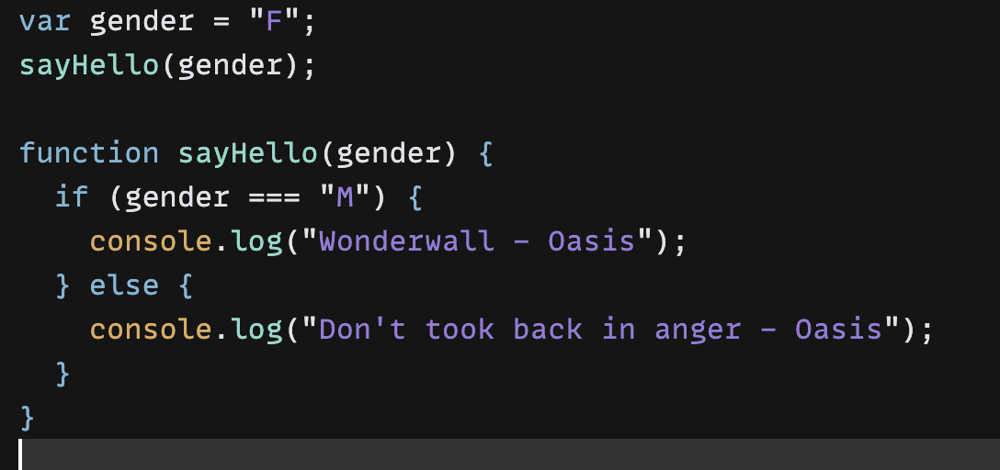 var gender = "F";
sayHello(gender);
function sayHello(gender) {
if (gender === "M") {
console.log("Wonderwall - Oasis");
} else {
console.log("Don't took back in anger - Oasis");
}
}